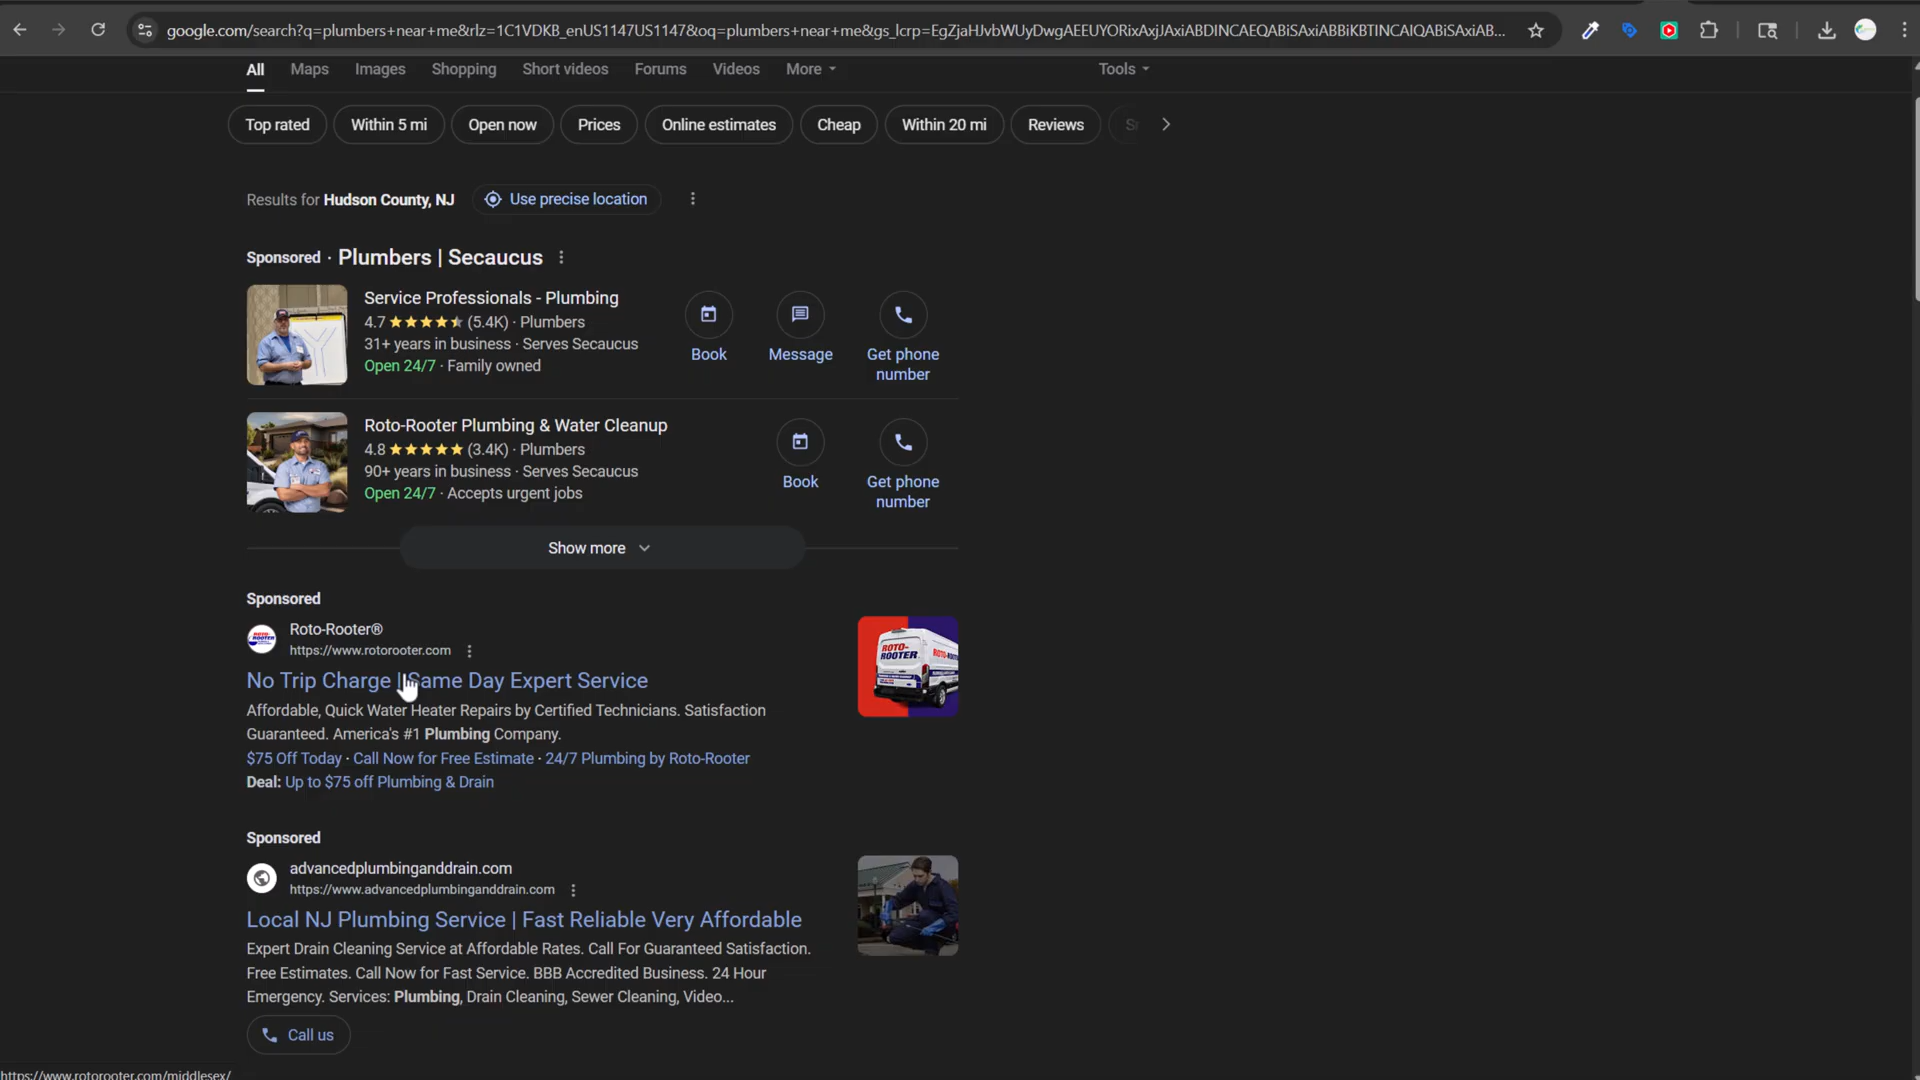 google.com/search?q=plumbers+near+me&rlz=1C1VDKB_enUS1147US1147&oq=plumbers+near+me&gs_lcrp=EgZjaHJvbWUyDwgAEEUYORixAxjJAxiABDINCAEQABiSAxiABBiKBTINCAIQABiSAxiAB...
All
Maps
Images
Shopping
Short videos
Forums
Videos
More
Tools
Top rated
Within 5 mi
Open now
Prices
Online estimates
Cheap
Within 20 mi
Reviews
Results for Hudson County, NJ
Use precise location
Sponsored · Plumbers | Secaucus
Service Professionals - Plumbing
4.7 (5.4K) · Plumbers
31+ years in business · Serves Secaucus
Open 24/7 · Family owned
Book
Message
Get phone
number
Roto-Rooter Plumbing & Water Cleanup
4.8 (3.4K) · Plumbers
90+ years in business · Serves Secaucus
Open 24/7 · Accepts urgent jobs
Book
Get phone
number
Show more
Sponsored
Roto-Rooter®
https://www.rotorooter.com
No Trip Charge | Same Day Expert Service
Affordable, Quick Water Heater Repairs by Certified Technicians. Satisfaction
Guaranteed. America's #1 Plumbing Company.
$75 Off Today · Call Now for Free Estimate · 24/7 Plumbing by Roto-Rooter
Deal: Up to $75 off Plumbing & Drain
ROTO-
ROOTER
Sponsored
advancedplumbinganddrain.com
https://www.advancedplumbinganddrain.com
Local NJ Plumbing Service | Fast Reliable Very Affordable
Expert Drain Cleaning Service at Affordable Rates. Call For Guaranteed Satisfaction.
Free Estimates. Call Now for Fast Service. BBB Accredited Business. 24 Hour
Emergency. Services: Plumbing, Drain Cleaning, Sewer Cleaning, Video...
Call us
https://www.rotorooter.com/middlesex/